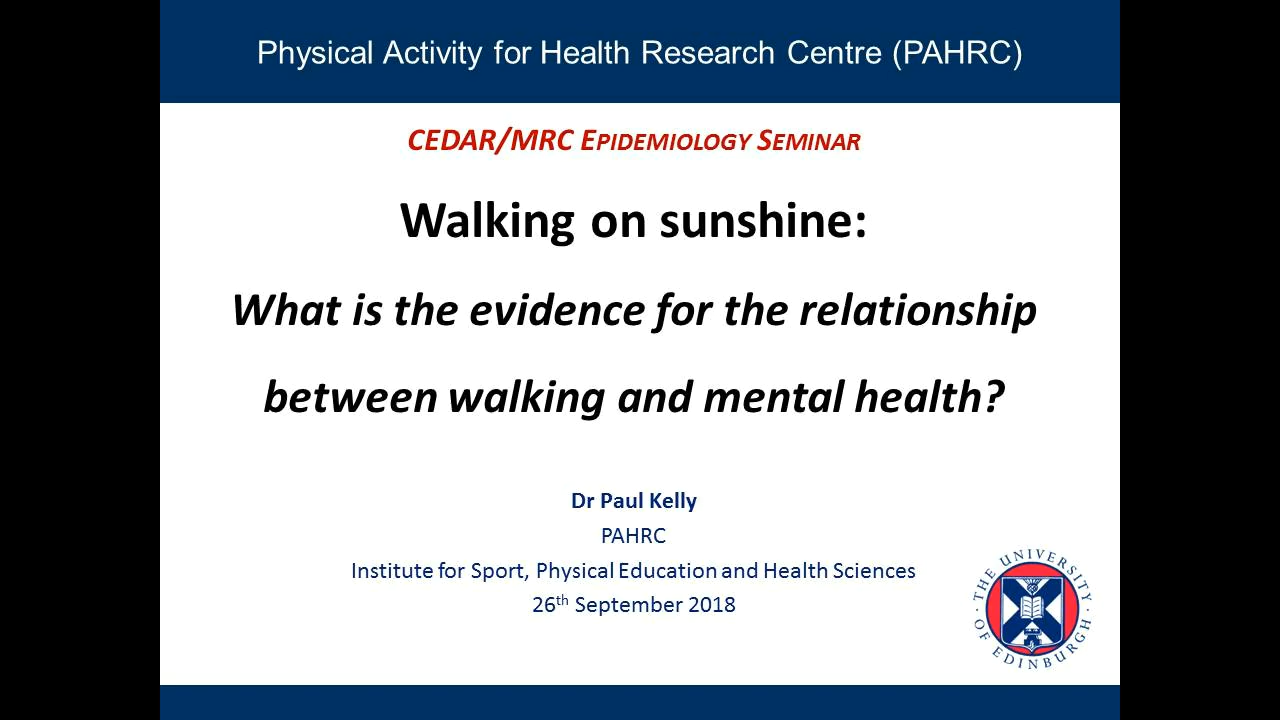 Physical Activity for Health Research Centre (PAHRC)
CEDAR/MRC EPIDEMIOLOGY SEMINAR
Walking on sunshine:
What is the evidence for the relationship
between walking and mental health?
Dr Paul Kelly
PAHRC
Institute for Sport, Physical Education and Health Sciences
26th September 2018
THE UNIVERSITY OF EDINBURGH